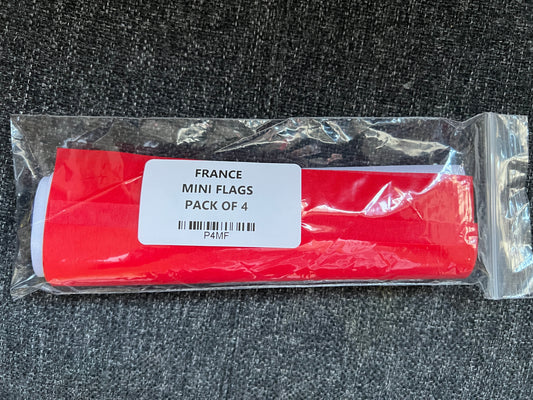 FRANCE
MINI FLAGS
PACK OF 4
P4MF